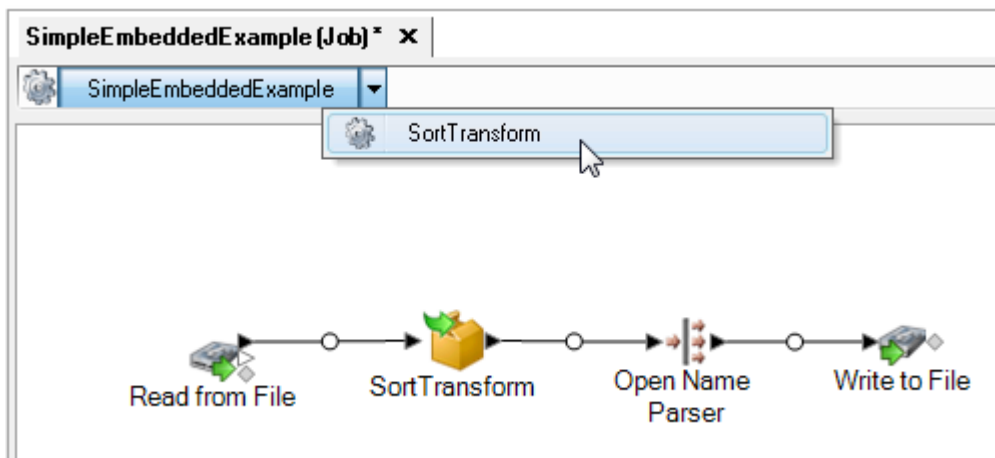 SimpleEmbeddedExample (Job)* ×
SimpleEmbeddedExample
SortTransform
Read from File
SortTransform
Open Name
Parser
Write to File